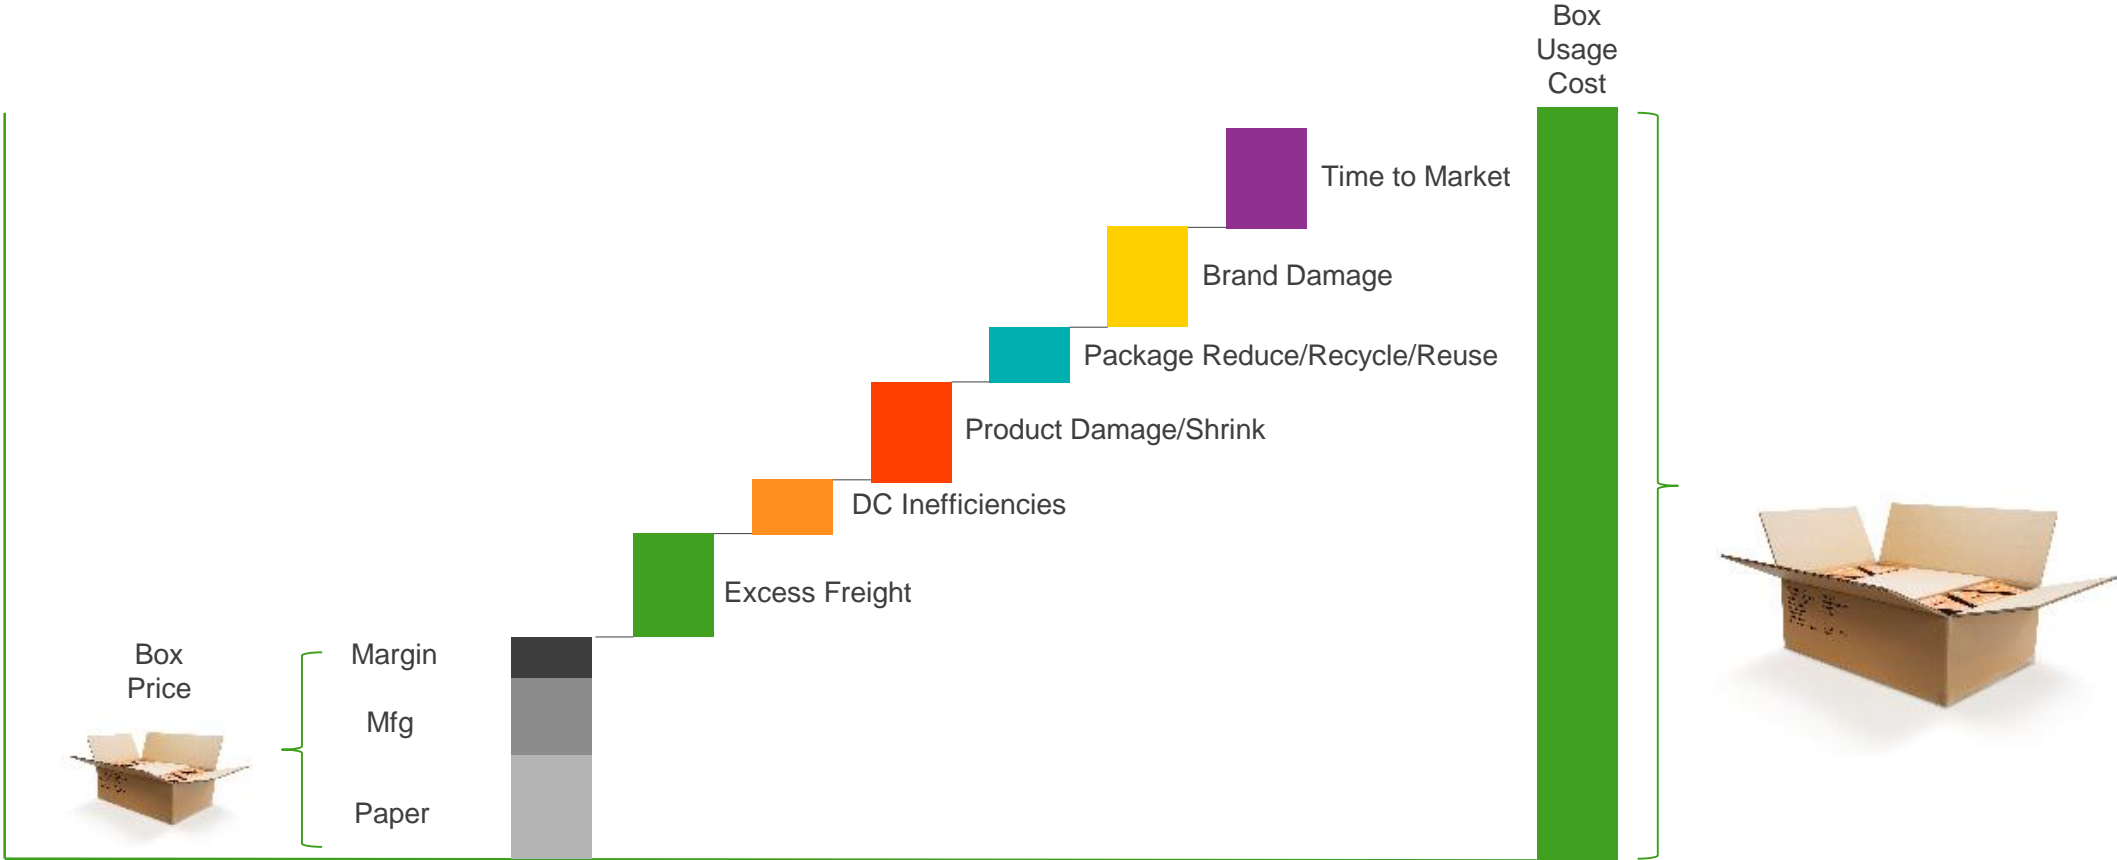 Box
Usage
Cost
Time to Market
Brand Damage
Package Reduce/Recycle/Reuse
Product Damage/Shrink
DC Inefficiencies
Excess Freight
Box
Price
Margin
Mfg
Paper